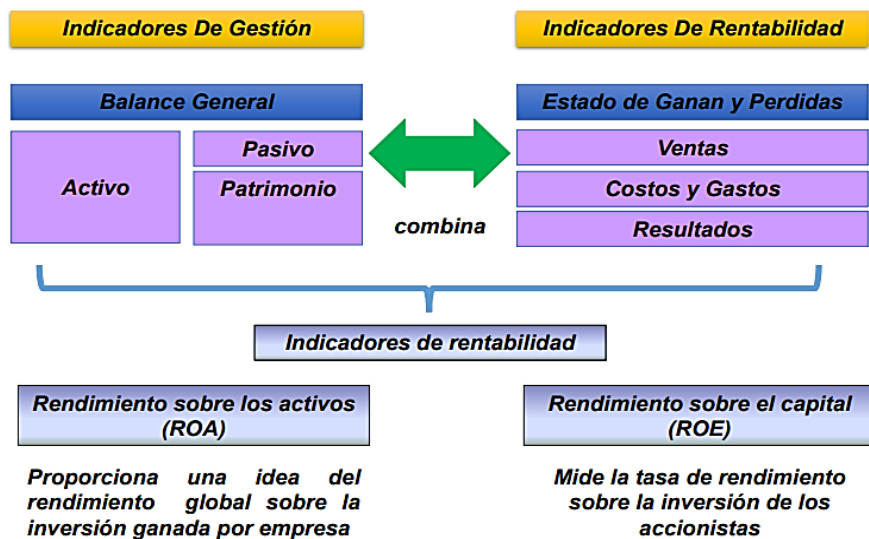 Indicadores De Gestión
Indicadores De Rentabilidad
Balance General
Estado de Ganan y Perdidas
Activo
Pasivo
Patrimonio
combina
Ventas
Costos y Gastos
Resultados
Indicadores de rentabilidad
Rendimiento sobre los activos
(ROA)
Rendimiento sobre el capital
(ROE)
Proporciona una idea del
rendimiento global sobre la
inversión ganada por empresa
Mide la tasa de rendimiento
sobre la inversión de los
accionistas